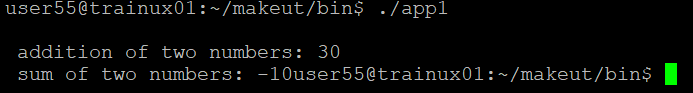 user55@trainux01:~/makeut/bin$ ./app1
addition of two numbers: 30
sum of two numbers: -10user55@trainux01:~/makeut/bin$